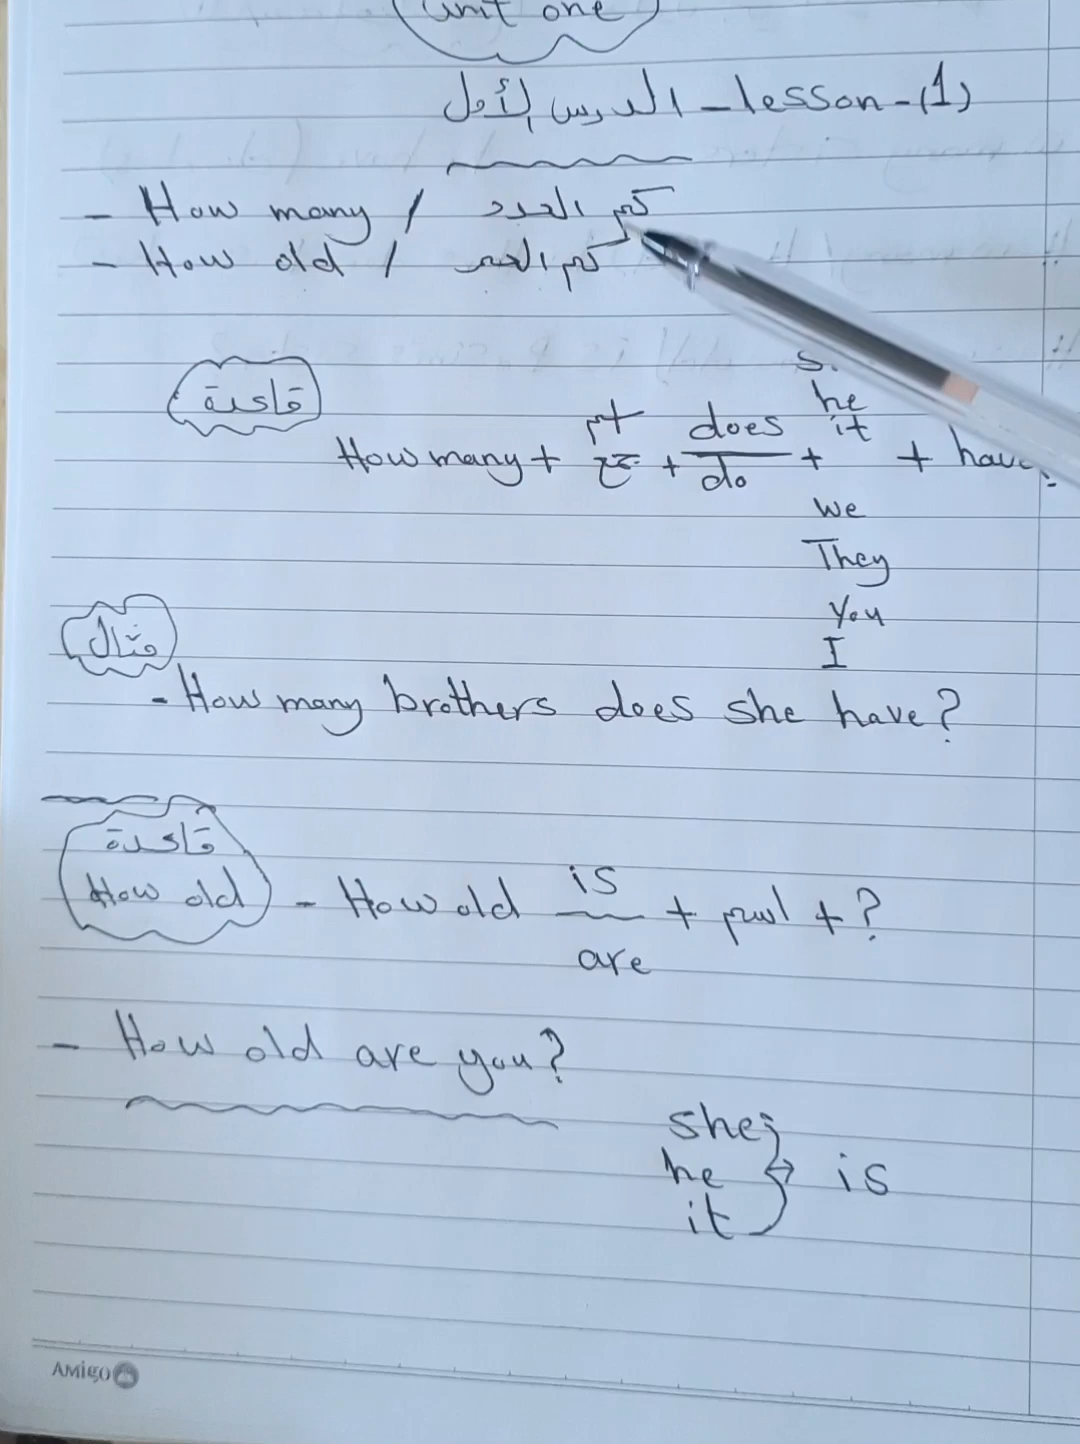 unit one
الدرس الأول - lesson - (1)
- How many / كم العدد
- How old / كم العمر
قاعدة
he
it
How many + اسم جمع + does / do + + have
we
They
You
I
مثال
- How many brothers does she have?
قاعدة
How old
- How old is / are + اسم + ?
- How old are you?
she
he
it
is
AMigo